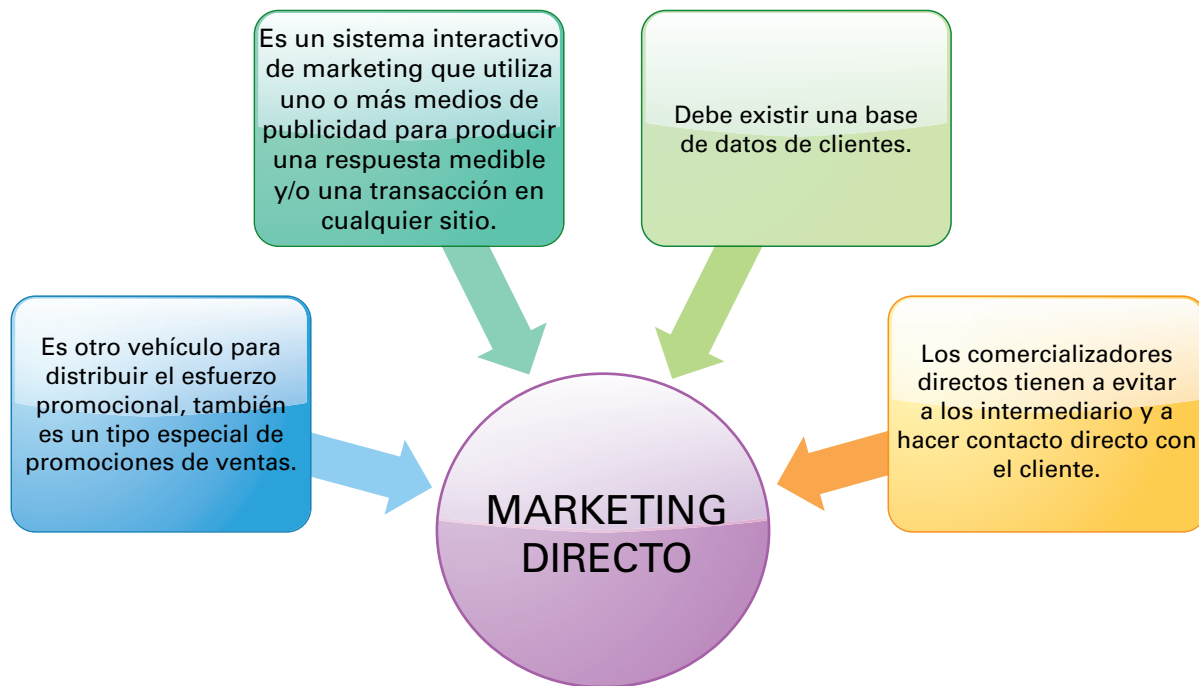 Es un sistema interactivo
de marketing que utiliza
uno o más medios de
publicidad para producir
una respuesta medible
y/o una transacción en
cualquier sitio.
Debe existir una base
de datos de clientes.
Es otro vehículo para
distribuir el esfuerzo
promocional, también
es un tipo especial de
promociones de ventas.
Los comercializadores
directos tienen a evitar
a los intermediario y a
hacer contacto directo con
el cliente.
MARKETING
DIRECTO